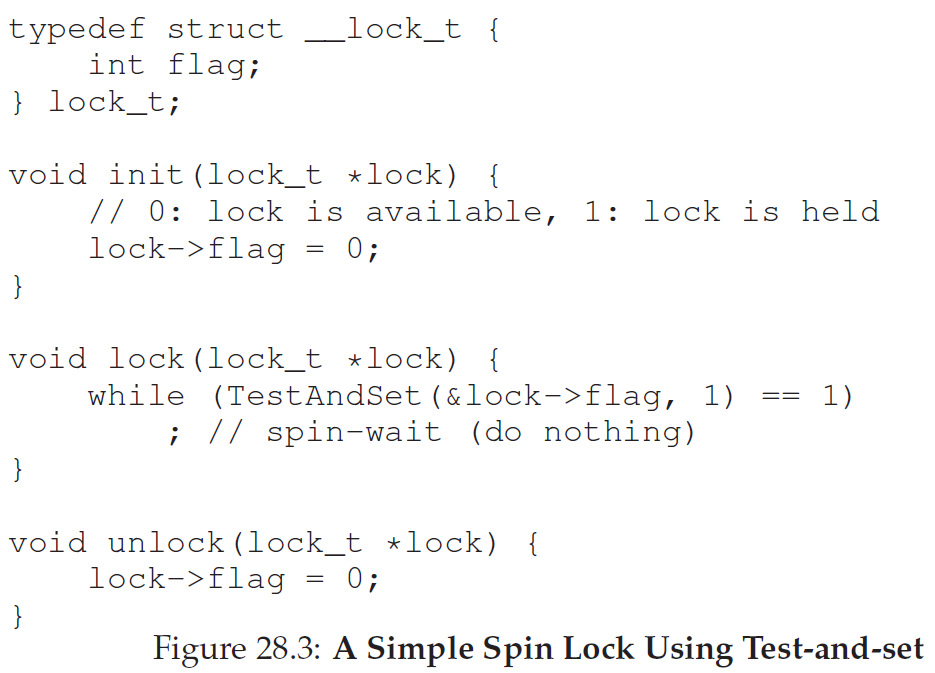 typedef struct __lock_t {
    int flag;
} lock_t;

void init(lock_t *lock) {
    // 0: lock is available, 1: lock is held
    lock->flag = 0;
}

void lock(lock_t *lock) {
    while (TestAndSet(&lock->flag, 1) == 1)
        ; // spin-wait (do nothing)
}

void unlock(lock_t *lock) {
    lock->flag = 0;
}
Figure 28.3: A Simple Spin Lock Using Test-and-set